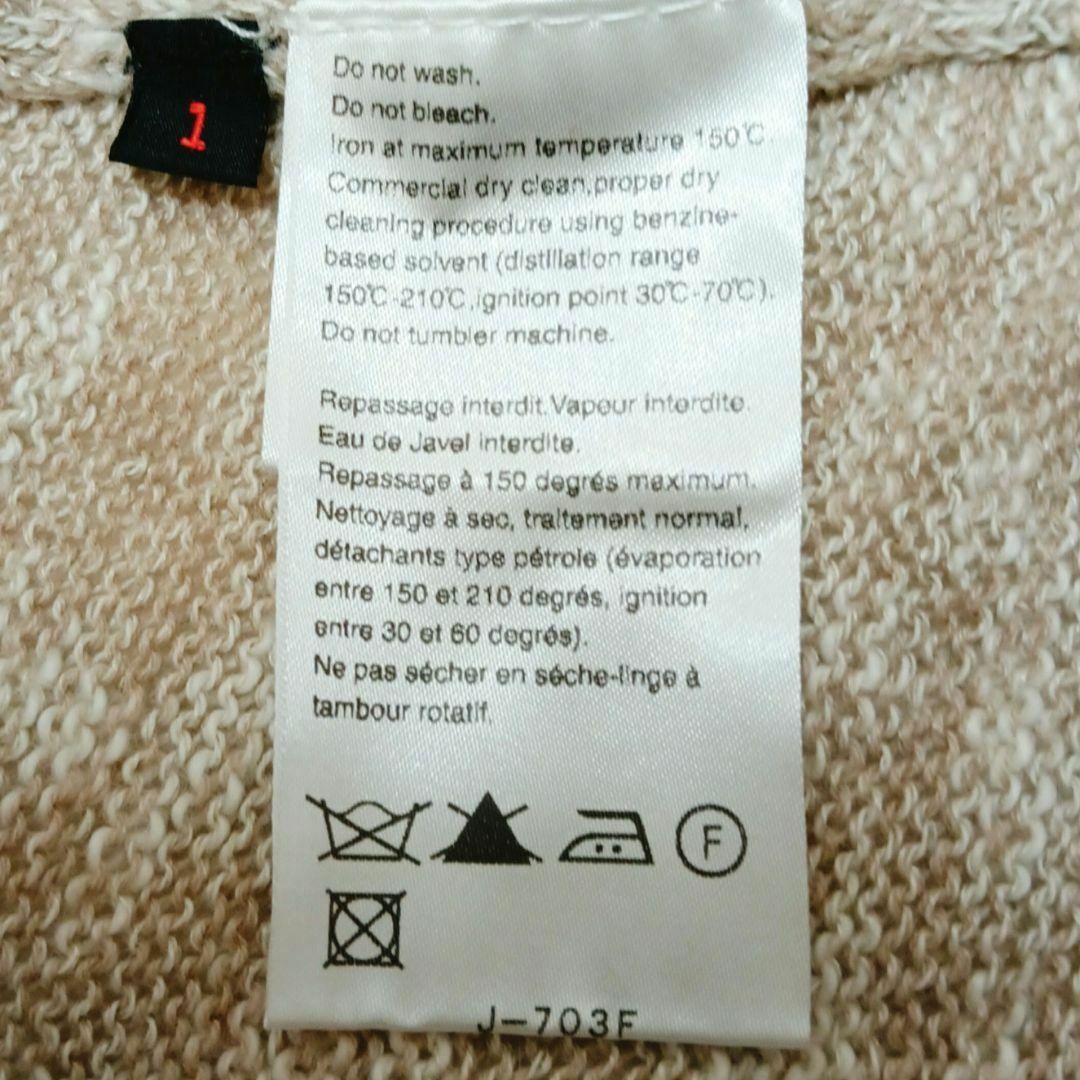 1
Do not wash.
Do not bleach.
Iron at maximum temperature 150℃.
Commercial dry clean,proper dry
cleaning procedure using benzine-
based solvent (distillation range
150℃-210℃,ignition point 30℃-70℃).
Do not tumbler machine.
Repassage interdit.Vapeur interdite.
Eau de Javel interdite.
Repassage à 150 degrés maximum.
Nettoyage à sec, traitement normal,
détachants type pétrole (évaporation
entre 150 et 210 degrés, ignition
entre 30 et 60 degrés).
Ne pas sécher en séche-linge à
tambour rotatif.
F
J-703F